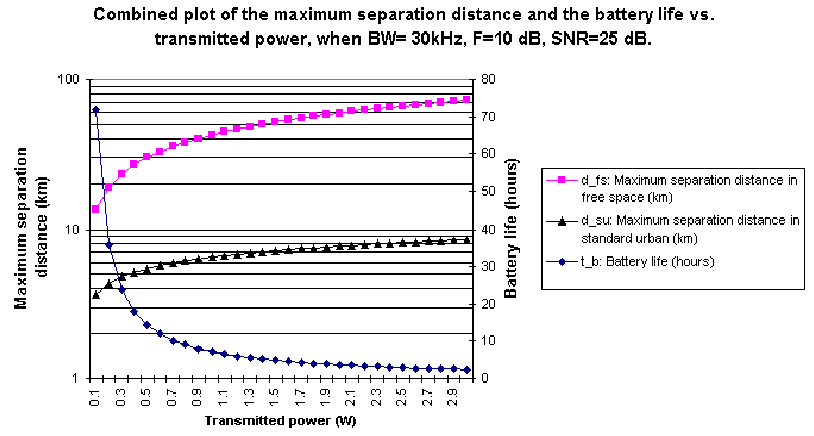 Combined plot of the maximum separation distance and the battery life vs.
transmitted power, when BW= 30kHz, F=10 dB, SNR=25 dB.
100
10
1
Maximum separation
distance (km)
80
70
60
50
40
30
20
10
0
Battery life (hours)
0.1
0.3
0.5
0.7
0.9
1.1
1.3
1.5
1.7
1.9
2.1
2.3
2.5
2.7
2.9
Transmitted power (W)
d_fs: Maximum separation distance in
free space (km)
d_su: Maximum separation distance in
standard urban (km)
t_b: Battery life (hours)